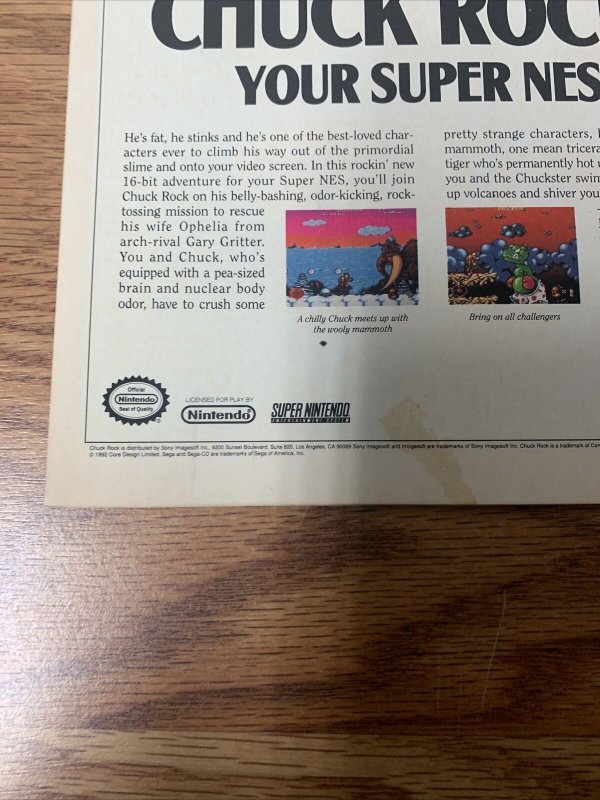 CHUCK ROC
YOUR SUPER NES
He's fat, he stinks and he's one of the best-loved char-
acters ever to climb his way out of the primordial
slime and onto your video screen. In this rockin' new
16-bit adventure for your Super NES, you'll join
Chuck Rock on his belly-bashing, odor-kicking, rock-
tossing mission to rescue
his wife Ophelia from
arch-rival Gary Gritter.
You and Chuck, who's
equipped with a pea-sized
brain and nuclear body
odor, have to crush some
pretty strange characters,
mammoth, one mean tricera
tiger who's permanently hot
you and the Chuckster swim
up volcanoes and shiver you
A chilly Chuck meets up with
the wooly mammoth
Bring on all challengers
Official
Nintendo
Seal of Quality
LICENSED FOR PLAY BY
Nintendo®
SUPER NINTENDO
ENTERTAINMENT SYSTEM
Chuck Rock is distributed by Sony Imagesoft Inc., 9200 Sunset Boulevard, Suite 820, Los Angeles, CA 90069 Sony Imagesoft and Imagesoft are trademarks of Sony Imagesoft Inc. Chuck Rock is a trademark of Cor
© 1992 Core Design Limited. Sega and Sega-CD are trademarks of Sega of America, Inc.